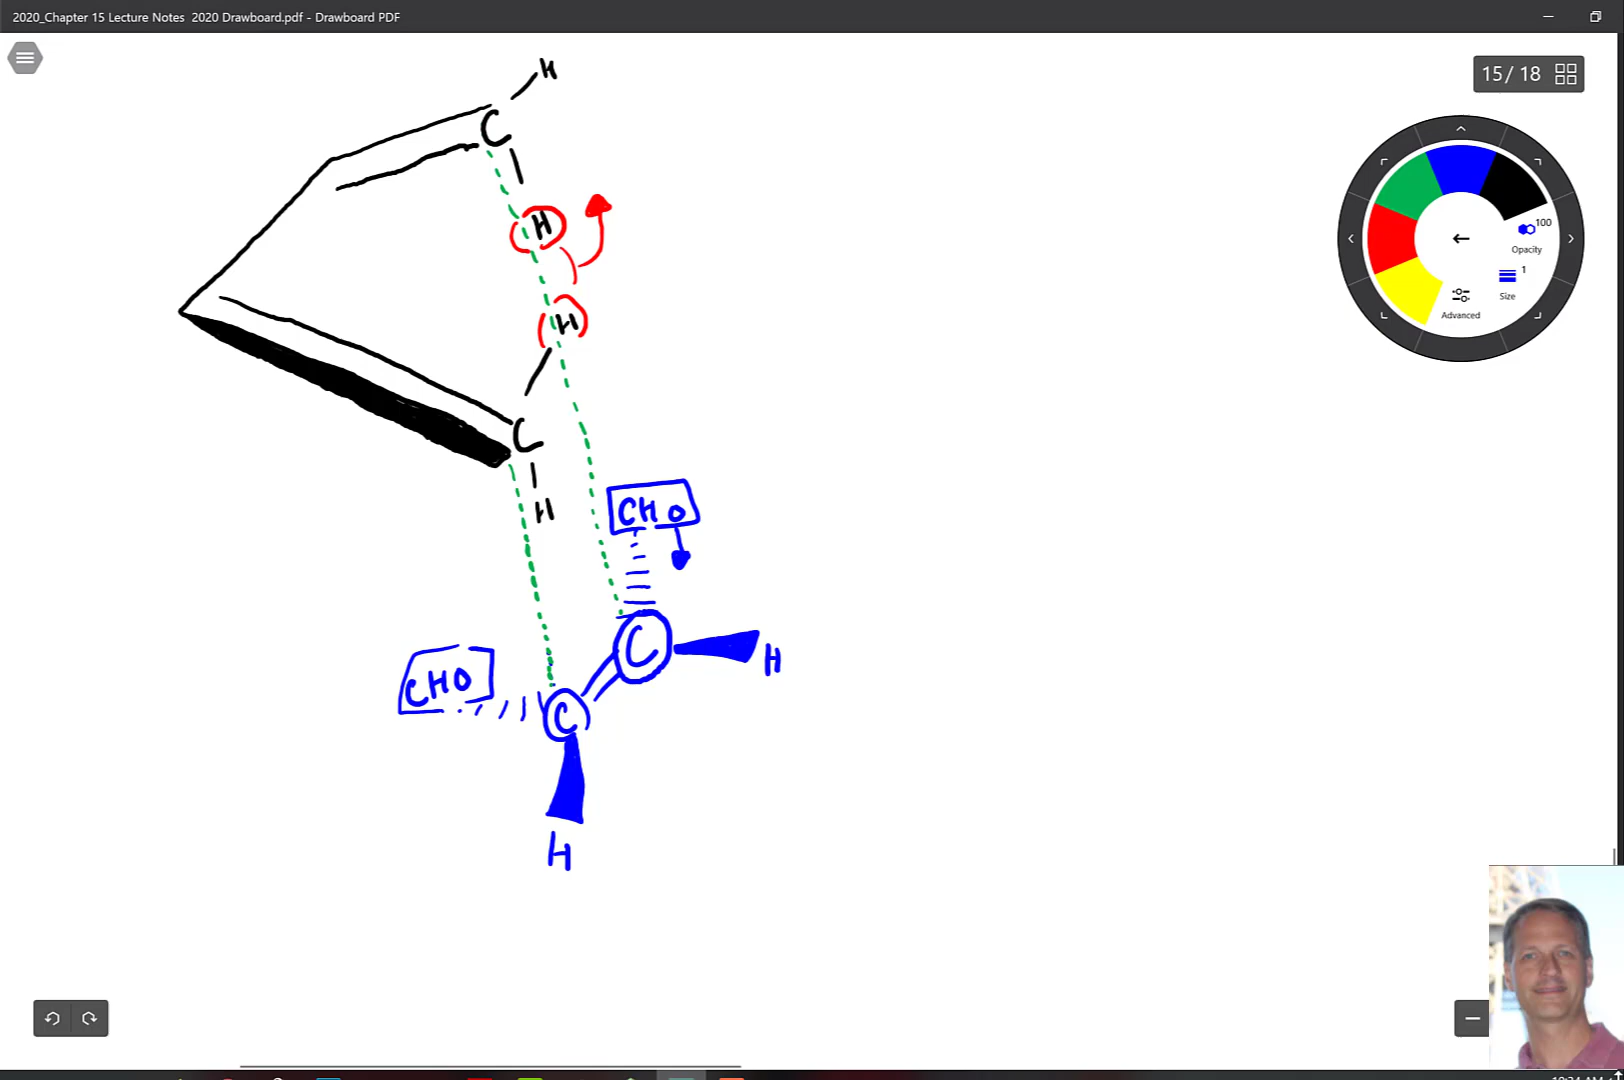 2020_Chapter 15 Lecture Notes 2020 Drawboard.pdf - Drawboard PDF
15 / 18
H
C
H
H
C
H
100
Opacity
1
Size
Advanced
CHO
C
H
CHO
C
H